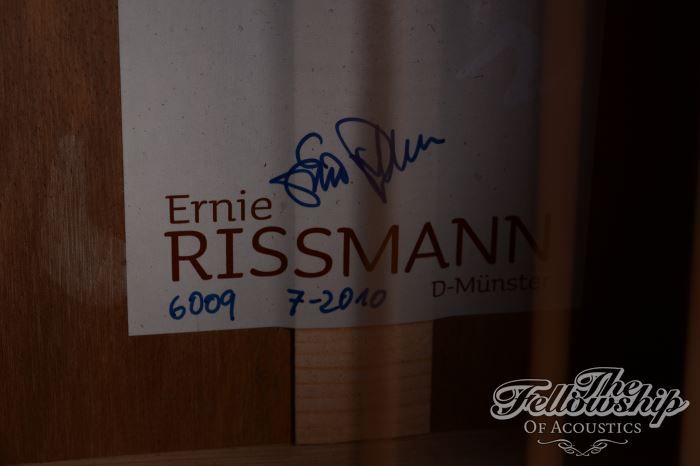 Ernie
RISSMANN
D-Münster
6009 7-2010
The
Fellowship
OF ACOUSTICS